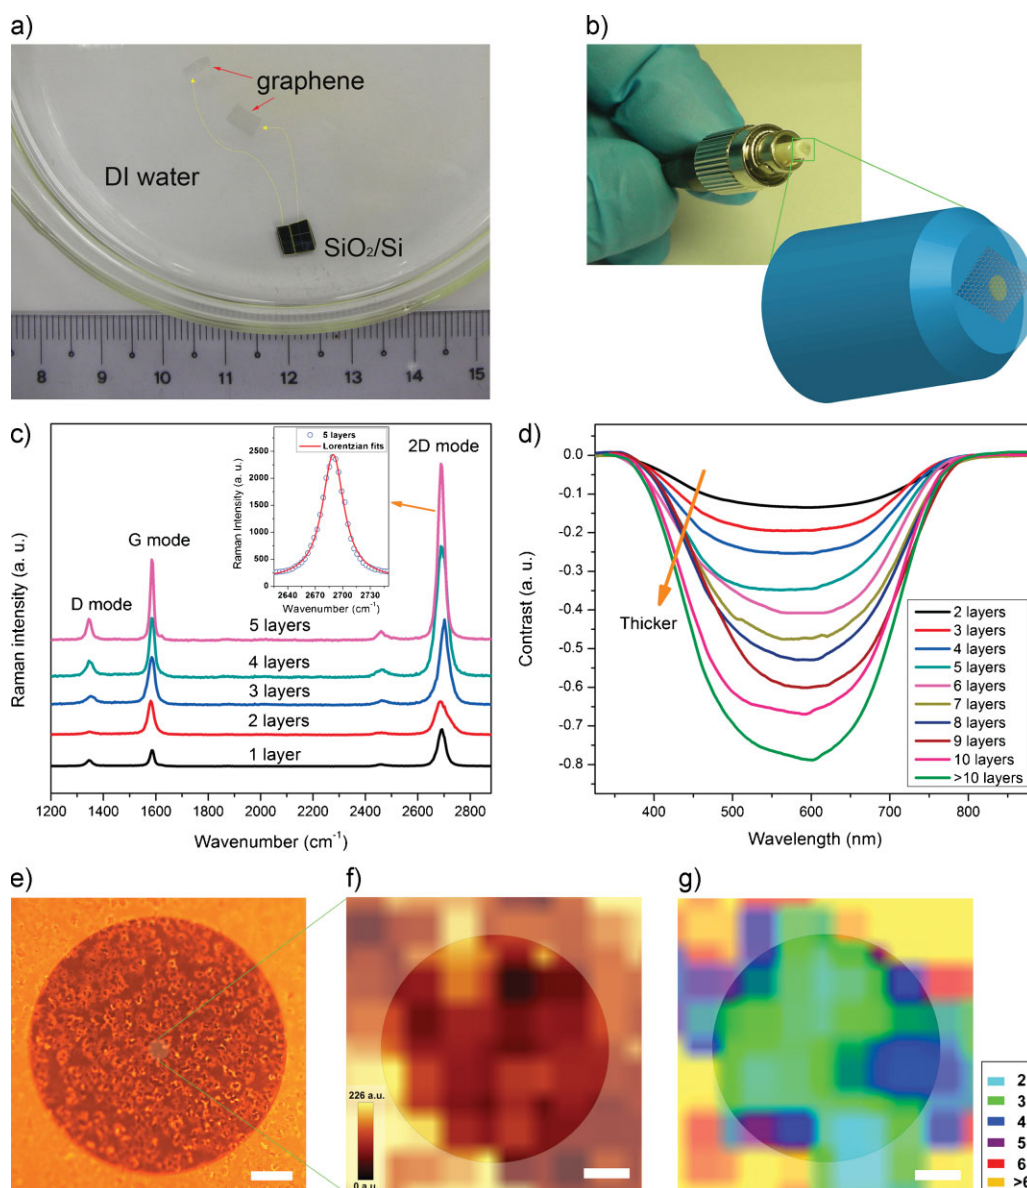 a)
graphene
DI water
SiO₂/Si
8 9 10 11 12 13 14 15
b)
c)
Raman intensity (a. u.)
D mode
G mode
2D mode
5 layers
4 layers
3 layers
2 layers
1 layer
1200 1600 2000 2400 2800
Wavenumber (cm⁻¹)
5 layers
Lorentzian fits
Raman Intensity (a. u.)
2500
2000
1500
1000
500
0
2640 2670 2700 2730
Wavenumber (cm⁻¹)
d)
Contrast (a. u.)
0.0
-0.1
-0.2
-0.3
-0.4
-0.5
-0.6
-0.7
-0.8
Thicker
2 layers
3 layers
4 layers
5 layers
6 layers
7 layers
8 layers
9 layers
10 layers
>10 layers
400 500 600 700 800
Wavelength (nm)
e)
f)
226 a.u.
0 a.u.
g)
2
3
4
5
6
>6